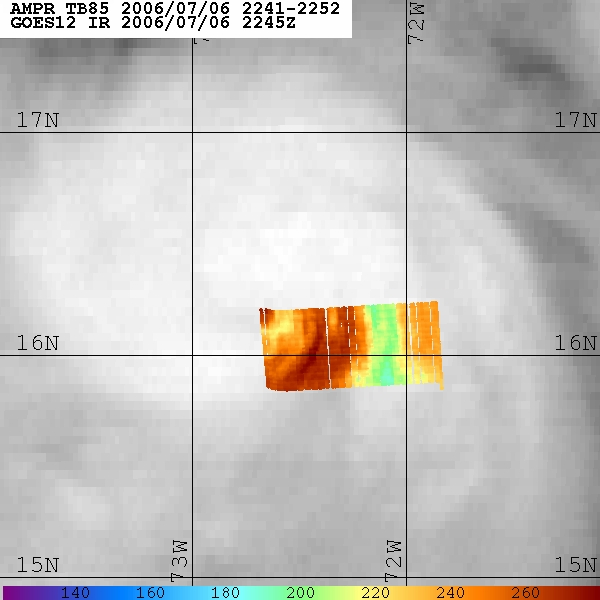 AMPR TB85 2006/07/06 2241-2252
GOES12 IR 2006/07/06 2245Z
72W
17N 17N
16N 16N
73W 72W
15N 15N
140 160 180 200 220 240 260